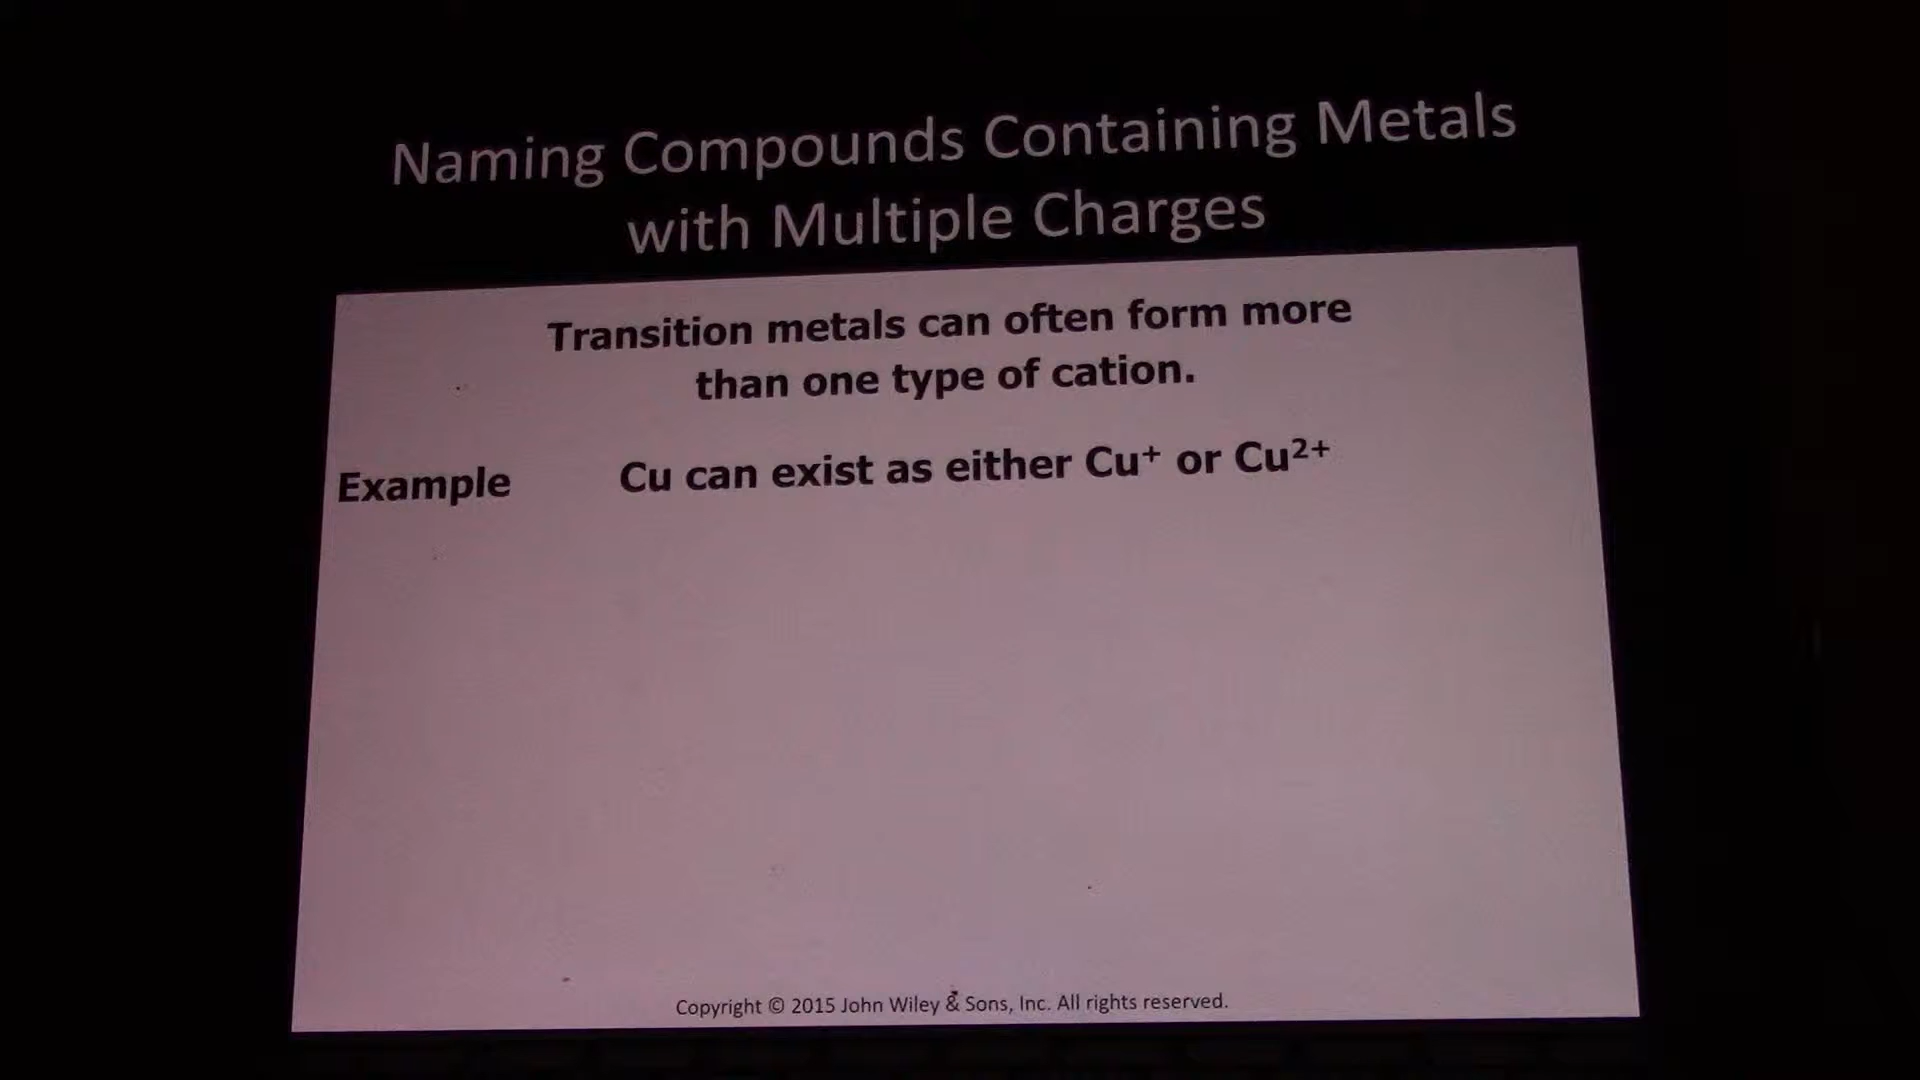 Naming Compounds Containing Metals
with Multiple Charges
Transition metals can often form more
than one type of cation.
Example Cu can exist as either Cu⁺ or Cu²⁺
Copyright © 2015 John Wiley & Sons, Inc. All rights reserved.